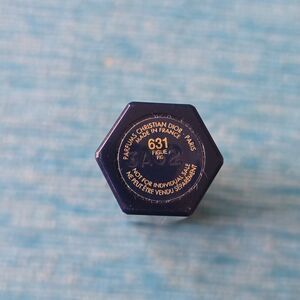 PARFUMS CHRISTIAN DIOR - PARIS
MADE IN FRANCE
631
FIGUE
FIG
NOT FOR INDIVIDUAL SALE
NE PEUT ÊTRE VENDU SÉPARÉMENT